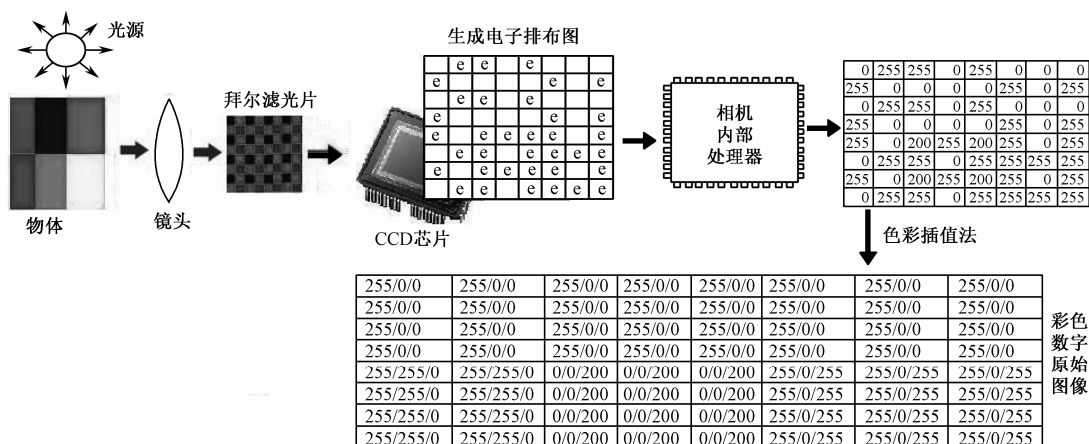 光源
物体
镜头
拜尔滤光片
生成电子排布图
e e e
e e e
e e e
e e e
e e e e e e
e e e e e e
e e e e e e e
e e e e e e
CCD芯片
相机
内部
处理器
0 255 255 0 255 0 0 0
255 0 0 0 0 255 0 255
0 255 255 0 255 0 0 0
255 0 0 0 0 255 0 255
255 0 200 255 200 255 0 255
0 255 255 0 255 255 255 255
255 0 200 255 200 255 0 255
0 255 255 0 255 255 255 255
色彩插值法
255/0/0 255/0/0 255/0/0 255/0/0 255/0/0 255/0/0 255/0/0 255/0/0
255/0/0 255/0/0 255/0/0 255/0/0 255/0/0 255/0/0 255/0/0 255/0/0
255/0/0 255/0/0 255/0/0 255/0/0 255/0/0 255/0/0 255/0/0 255/0/0
255/0/0 255/0/0 255/0/0 255/0/0 255/0/0 255/0/0 255/0/0 255/0/0
255/255/0 255/255/0 0/0/200 0/0/200 0/0/200 255/0/255 255/0/255 255/0/255
255/255/0 255/255/0 0/0/200 0/0/200 0/0/200 255/0/255 255/0/255 255/0/255
255/255/0 255/255/0 0/0/200 0/0/200 0/0/200 255/0/255 255/0/255 255/0/255
255/255/0 255/255/0 0/0/200 0/0/200 0/0/200 255/0/255 255/0/255 255/0/255
彩色
数字
原始
图像